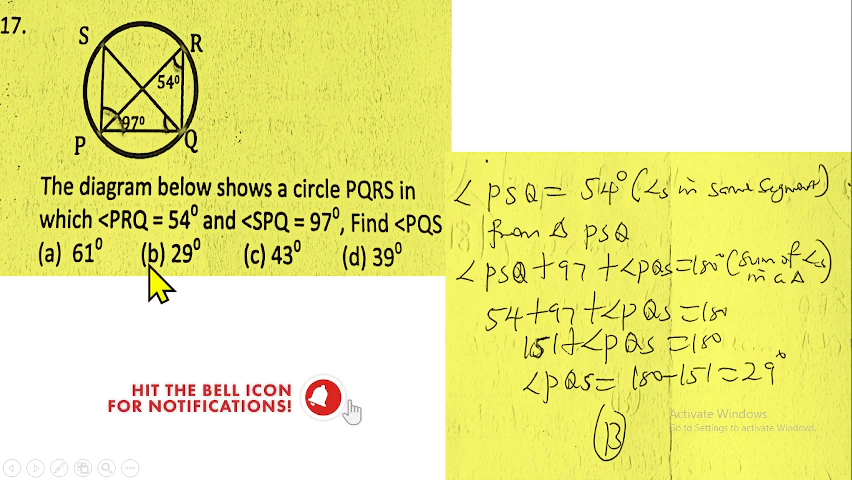 17.
S
R
54⁰
97⁰
P
Q
The diagram below shows a circle PQRS in
which <PRQ = 54⁰ and <SPQ = 97⁰, Find <PQS
(a) 61⁰ (b) 29⁰ (c) 43⁰ (d) 39⁰
HIT THE BELL ICON
FOR NOTIFICATIONS!
∠PSQ = 54° (∠s in same segment)
from Δ PSQ
∠PSQ + 97 + ∠PQS = 180° (sum of ∠s
in a Δ)
54 + 97 + ∠PQS = 180
151 + ∠PQS = 180
∠PQS = 180 - 151 = 29°
B
Activate Windows
Go to Settings to activate Windows.